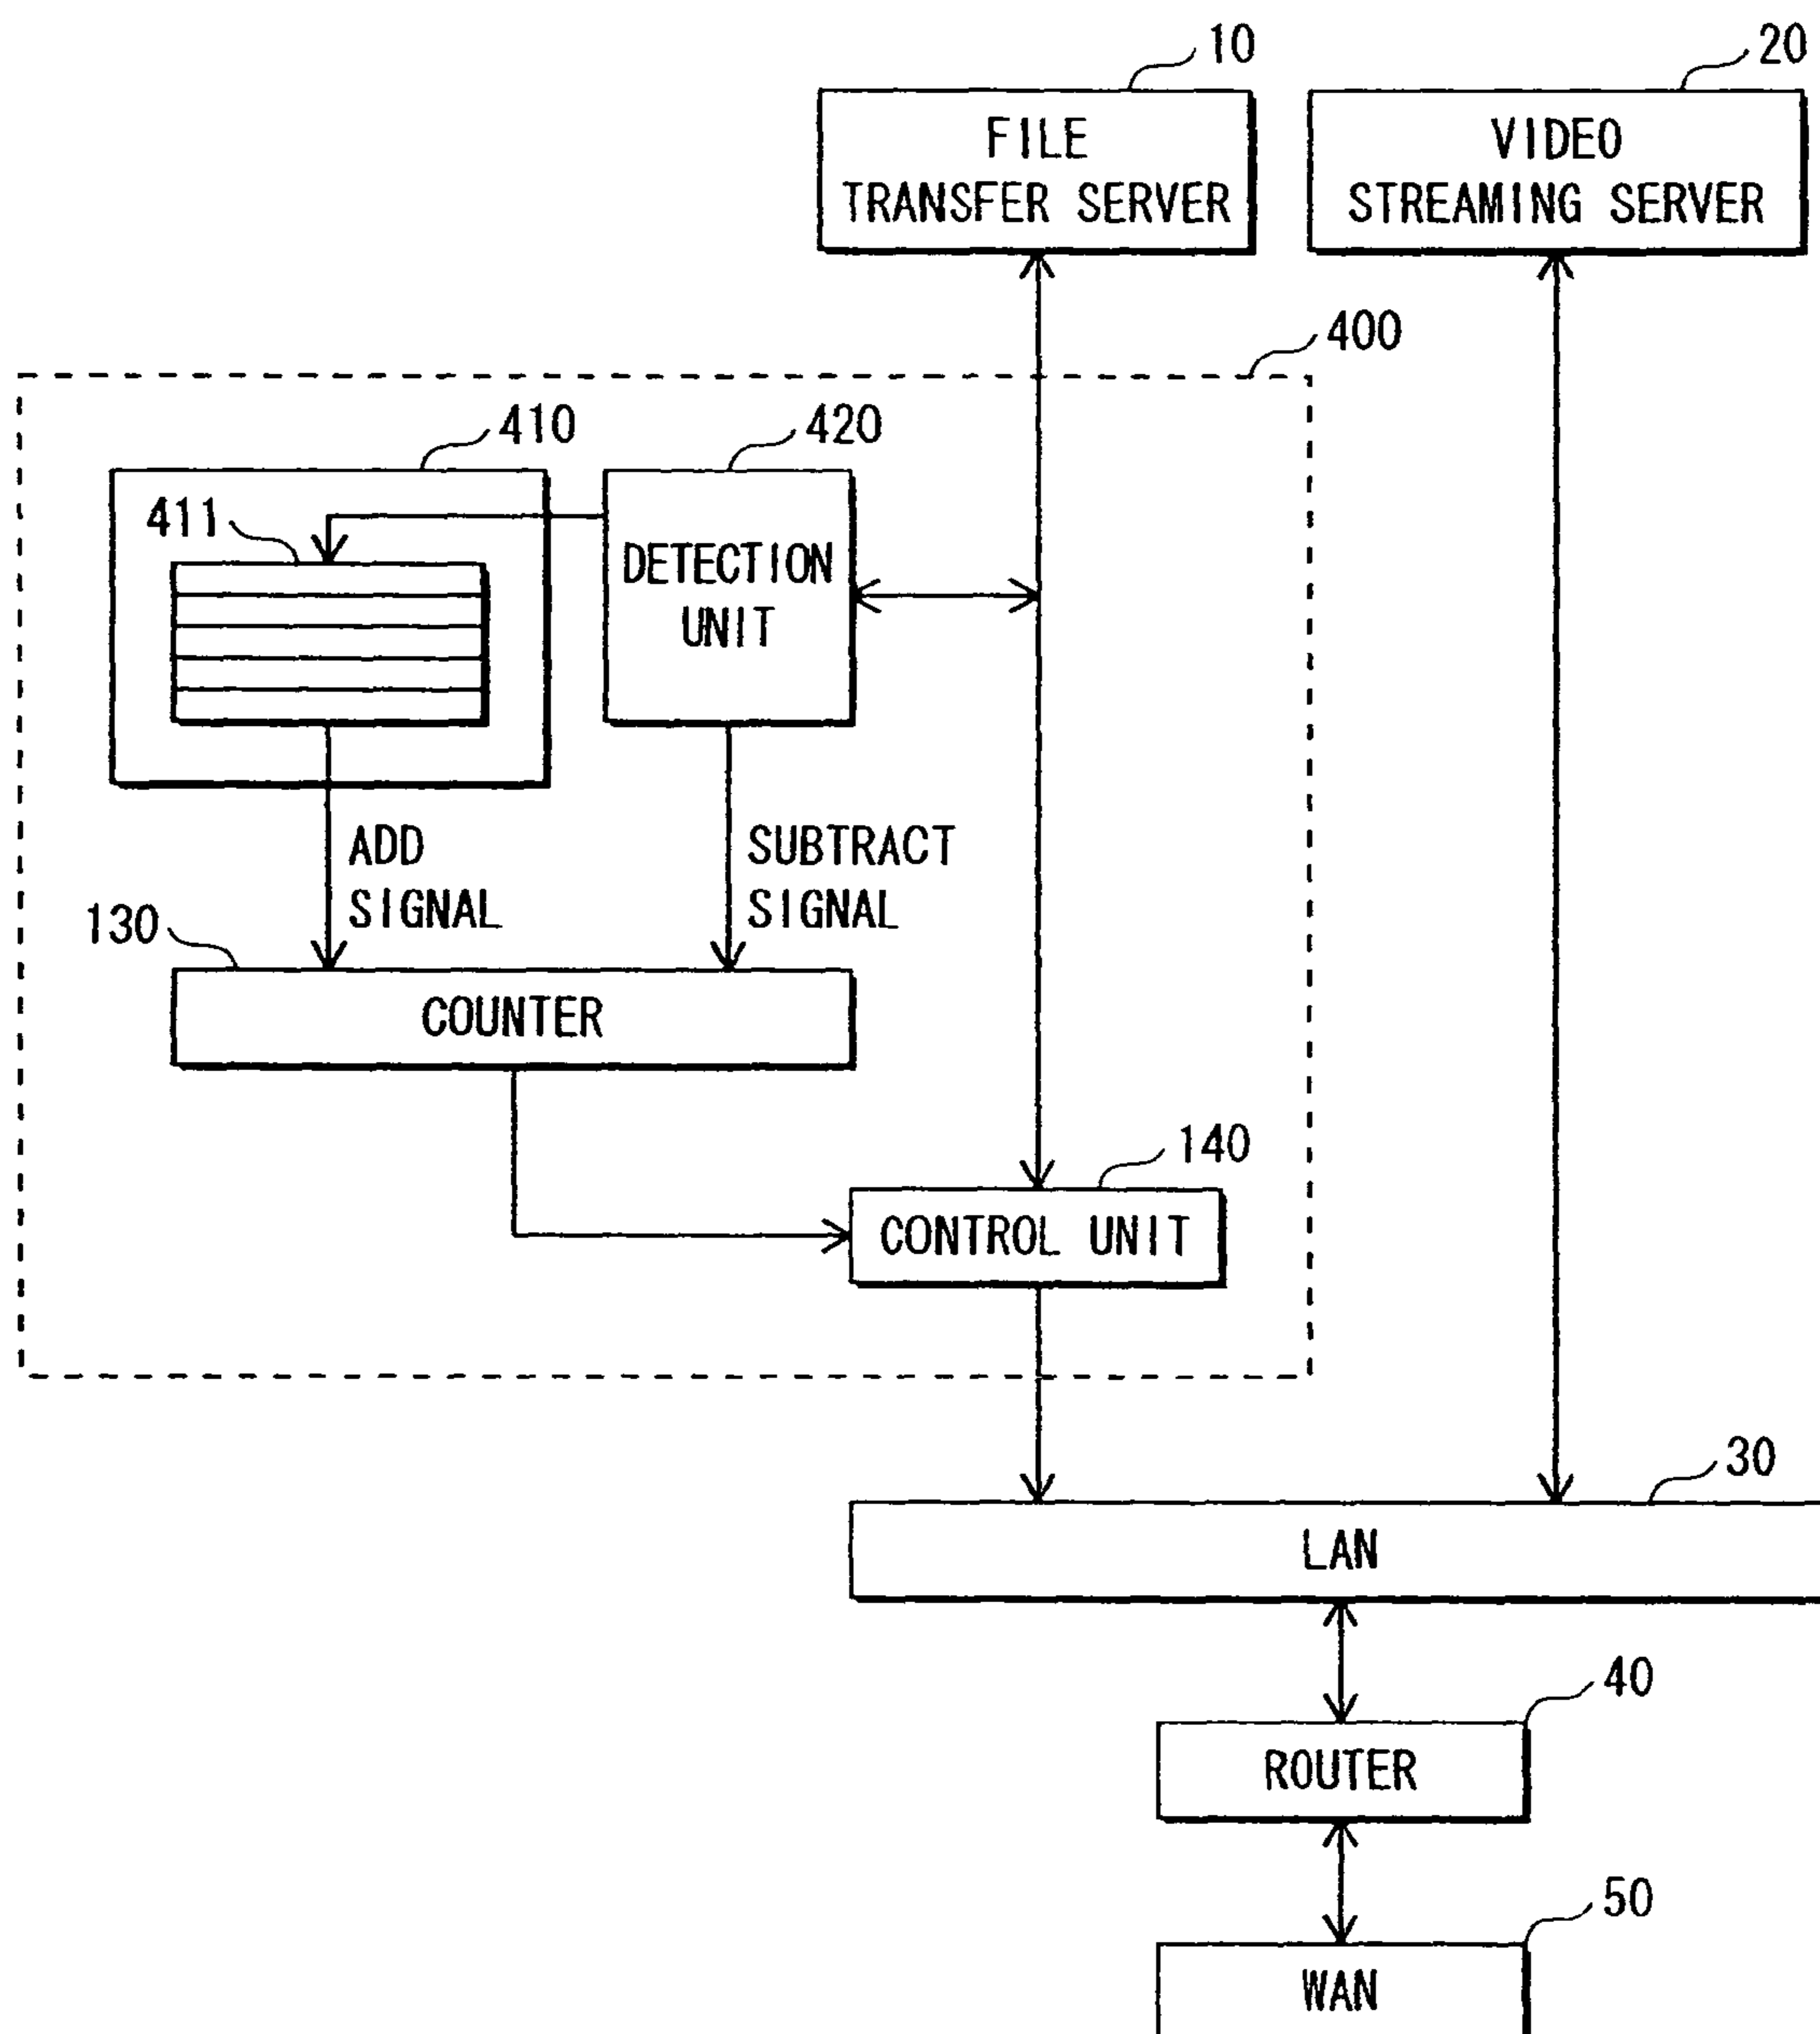 10
20
FILE
TRANSFER SERVER
VIDEO
STREAMING SERVER
400
410
420
411
DETECTION
UNIT
ADD
SIGNAL
SUBTRACT
SIGNAL
130
COUNTER
140
CONTROL UNIT
30
LAN
40
ROUTER
50
WAN